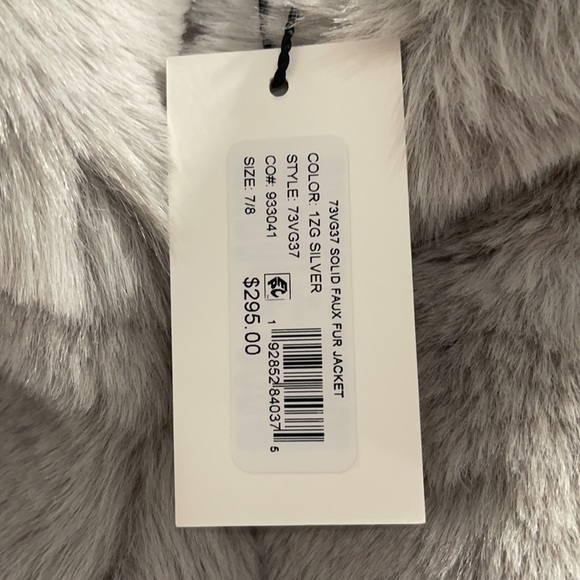 73VG37 SOLID FAUX FUR JACKET
COLOR: 1ZG SILVER
STYLE: 73VG37
CO#: 933041
SIZE: 7/8
1 92852 84037 5
$295.00